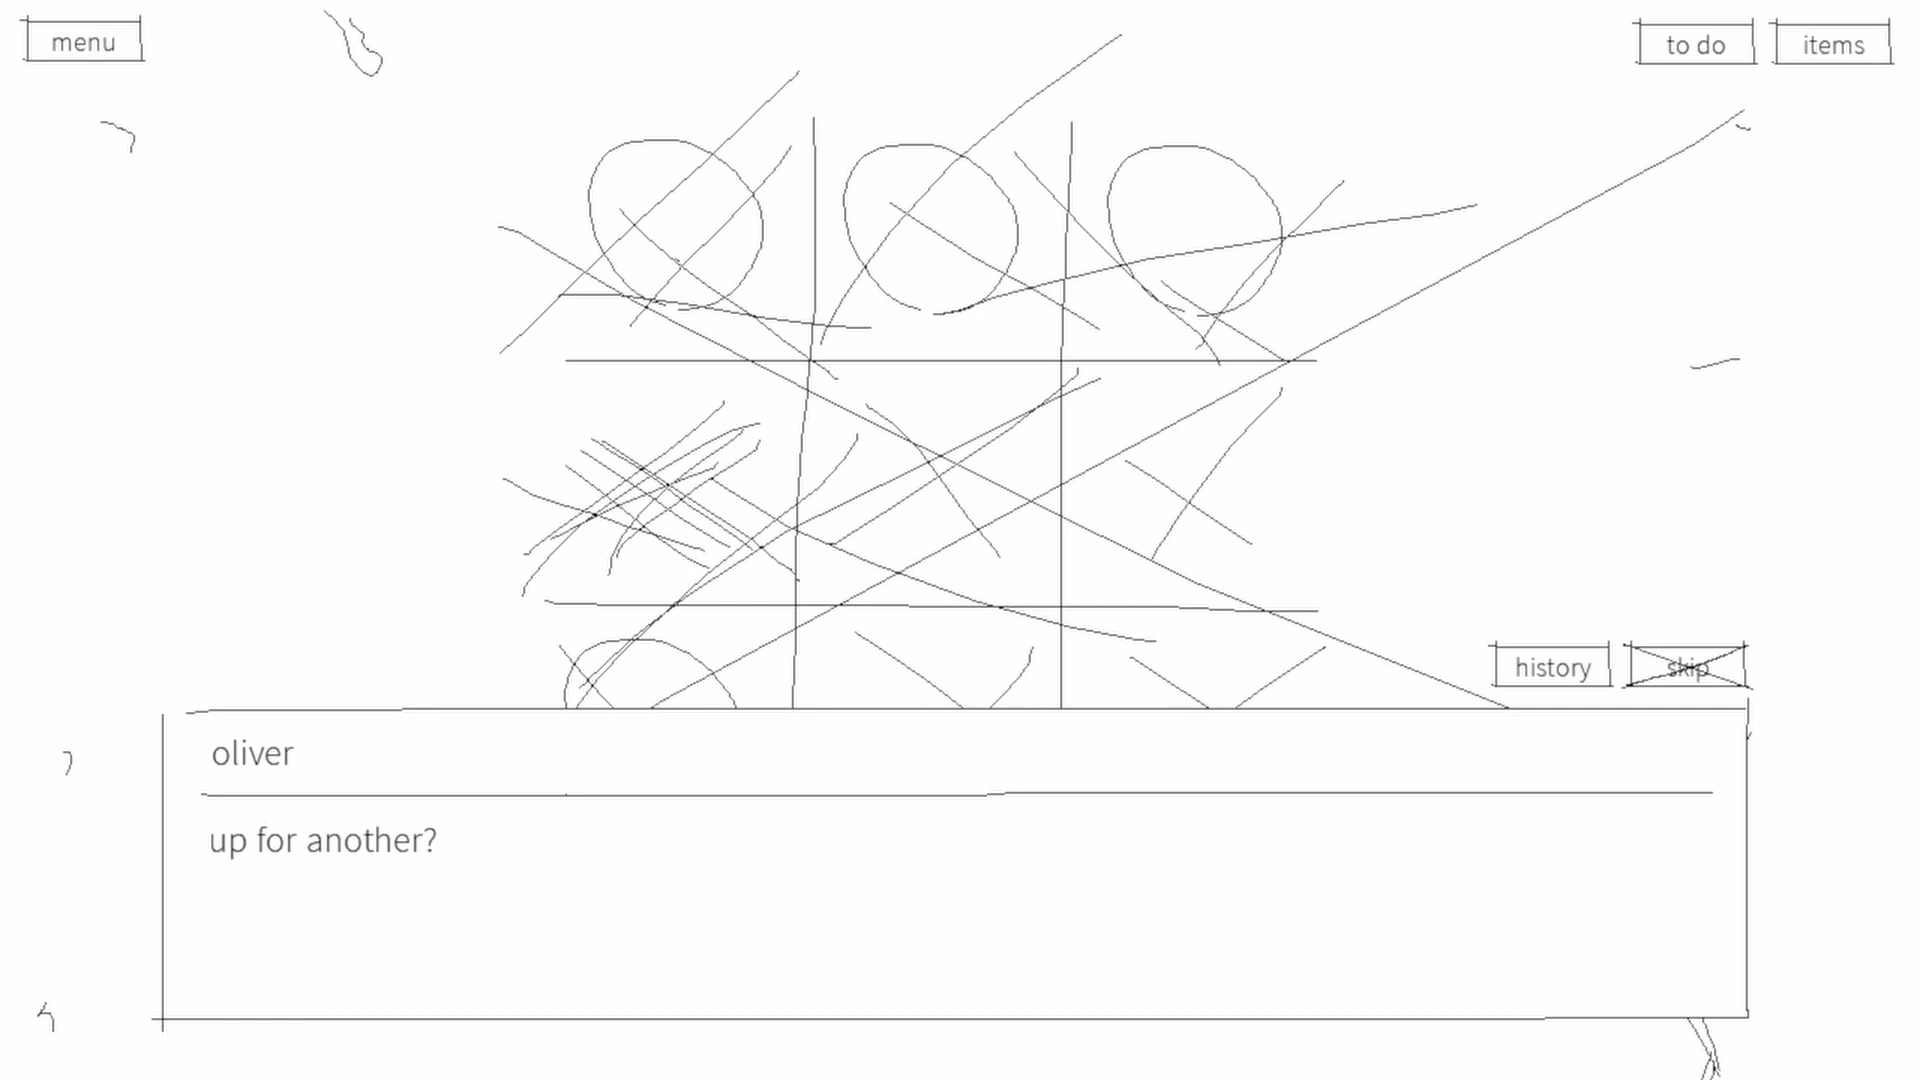 menu
to do
items
history
skip
oliver
up for another?